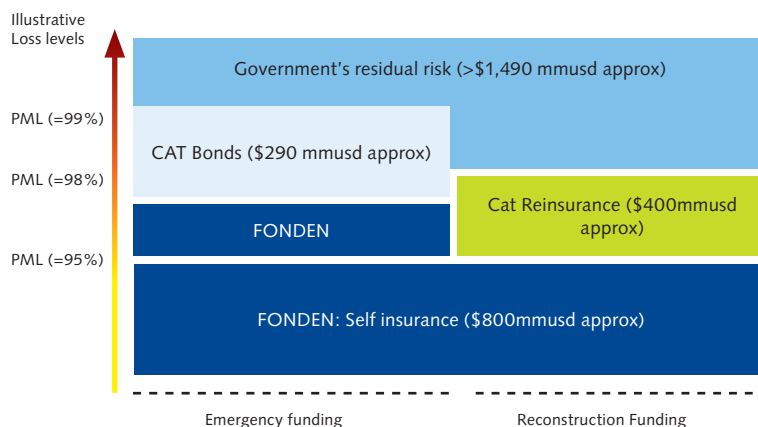 Illustrative
Loss levels
Government's residual risk (>$1,490 mmusd approx)
PML (=99%)
CAT Bonds ($290 mmusd approx)
PML (=98%)
Cat Reinsurance ($400mmusd
approx)
FONDEN
PML (=95%)
FONDEN: Self insurance ($800mmusd approx)
Emergency funding
Reconstruction Funding